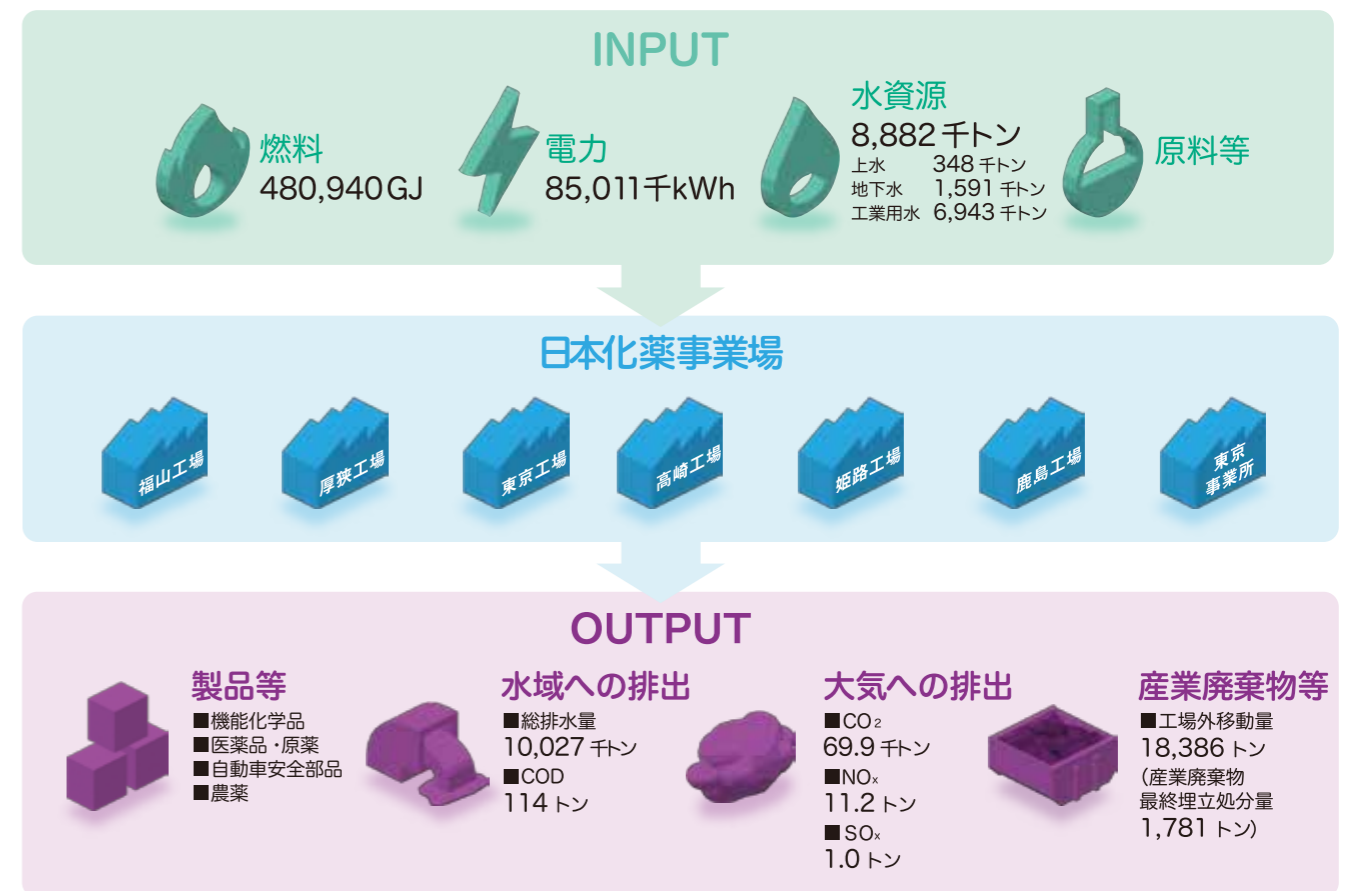 INPUT
燃料
480,940GJ
電力
85,011千kWh
水資源
8,882千トン
上水 348千トン
地下水 1,591千トン
工業用水 6,943千トン
原料等
日本化薬事業場
福山工場
厚狭工場
東京工場
高崎工場
姫路工場
鹿島工場
東京
事業所
OUTPUT
製品等
■機能化学品
■医薬品・原薬
■自動車安全部品
■農薬
水域への排出
■総排水量
10,027千トン
■COD
114トン
大気への排出
■CO₂
69.9千トン
■NOx
11.2トン
■SOx
1.0トン
産業廃棄物等
■工場外移動量
18,386トン
(産業廃棄物
最終埋立処分量
1,781トン)